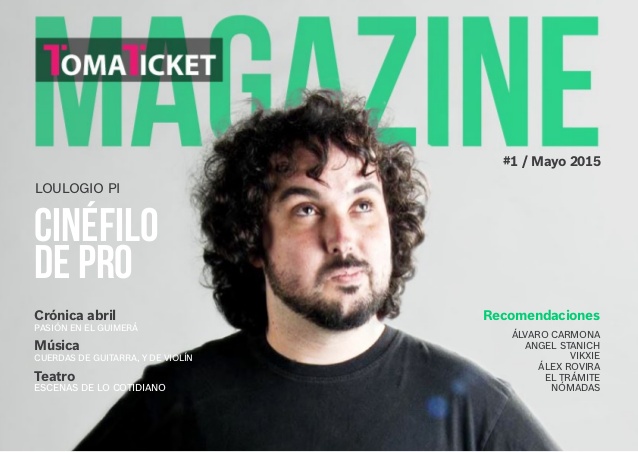 MAGAZINE
TOMATICKET
#1 / Mayo 2015
LOULOGIO PI
CINÉFILO
DE PRO
Crónica abril
PASIÓN EN EL GUIMERÁ
Música
CUERDAS DE GUITARRA, Y DE VIOLÍN
Teatro
ESCENAS DE LO COTIDIANO
Recomendaciones
ÁLVARO CARMONA
ANGEL STANICH
VIKXIE
ÁLEX ROVIRA
EL TRÁMITE
NÓMADAS